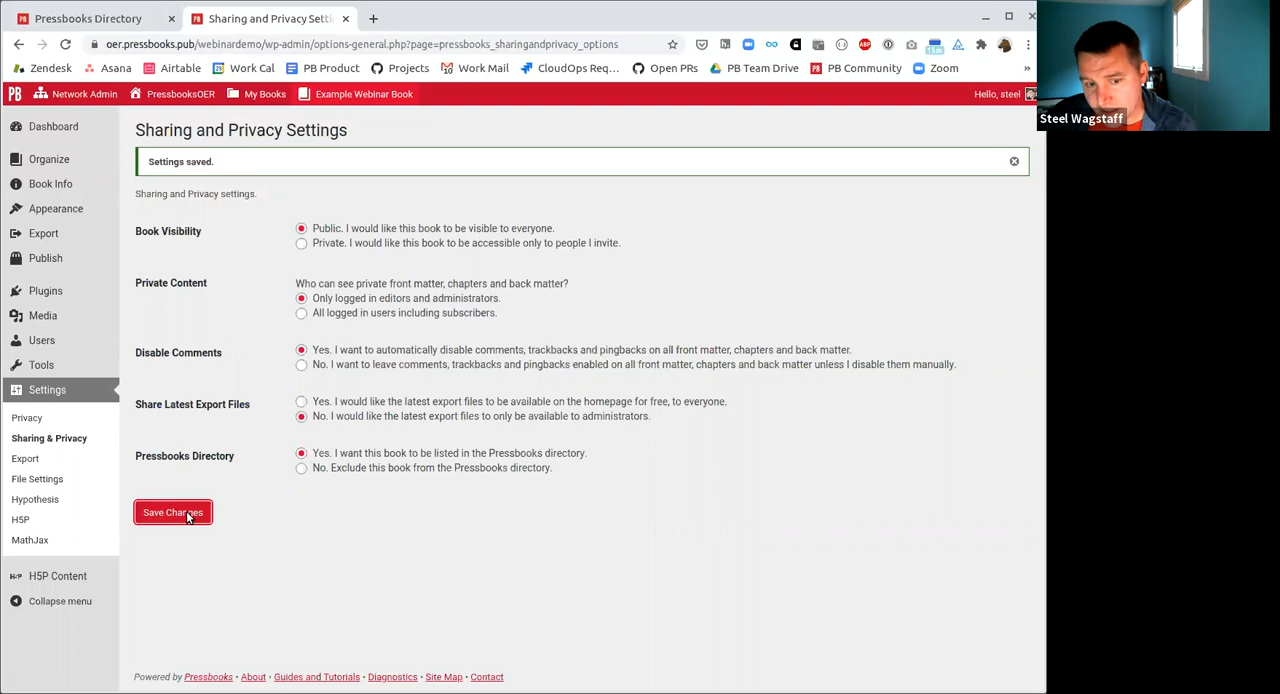 Pressbooks Directory
Sharing and Privacy Setti
oer.pressbooks.pub/webinardemo/wp-admin/options-general.php?page=pressbooks_sharingandprivacy_options
Zendesk Asana Airtable Work Cal PB Product Projects Work Mail CloudOps Req... Open PRs PB Team Drive PB Community Zoom »
PB Network Admin PressbooksOER My Books Example Webinar Book Hello, steel
Steel Wagstaff
Dashboard
Organize
Book Info
Appearance
Export
Publish
Plugins
Media
Users
Tools
Settings
Privacy
Sharing & Privacy
Export
File Settings
Hypothesis
H5P
MathJax
H-P H5P Content
Collapse menu
Sharing and Privacy Settings
Settings saved.
Sharing and Privacy settings.
Book Visibility
Public. I would like this book to be visible to everyone.
Private. I would like this book to be accessible only to people I invite.
Private Content
Who can see private front matter, chapters and back matter?
Only logged in editors and administrators.
All logged in users including subscribers.
Disable Comments
Yes. I want to automatically disable comments, trackbacks and pingbacks on all front matter, chapters and back matter.
No. I want to leave comments, trackbacks and pingbacks enabled on all front matter, chapters and back matter unless I disable them manually.
Share Latest Export Files
Yes. I would like the latest export files to be available on the homepage for free, to everyone.
No. I would like the latest export files to only be available to administrators.
Pressbooks Directory
Yes. I want this book to be listed in the Pressbooks directory.
No. Exclude this book from the Pressbooks directory.
Save Changes
Powered by Pressbooks • About • Guides and Tutorials • Diagnostics • Site Map • Contact